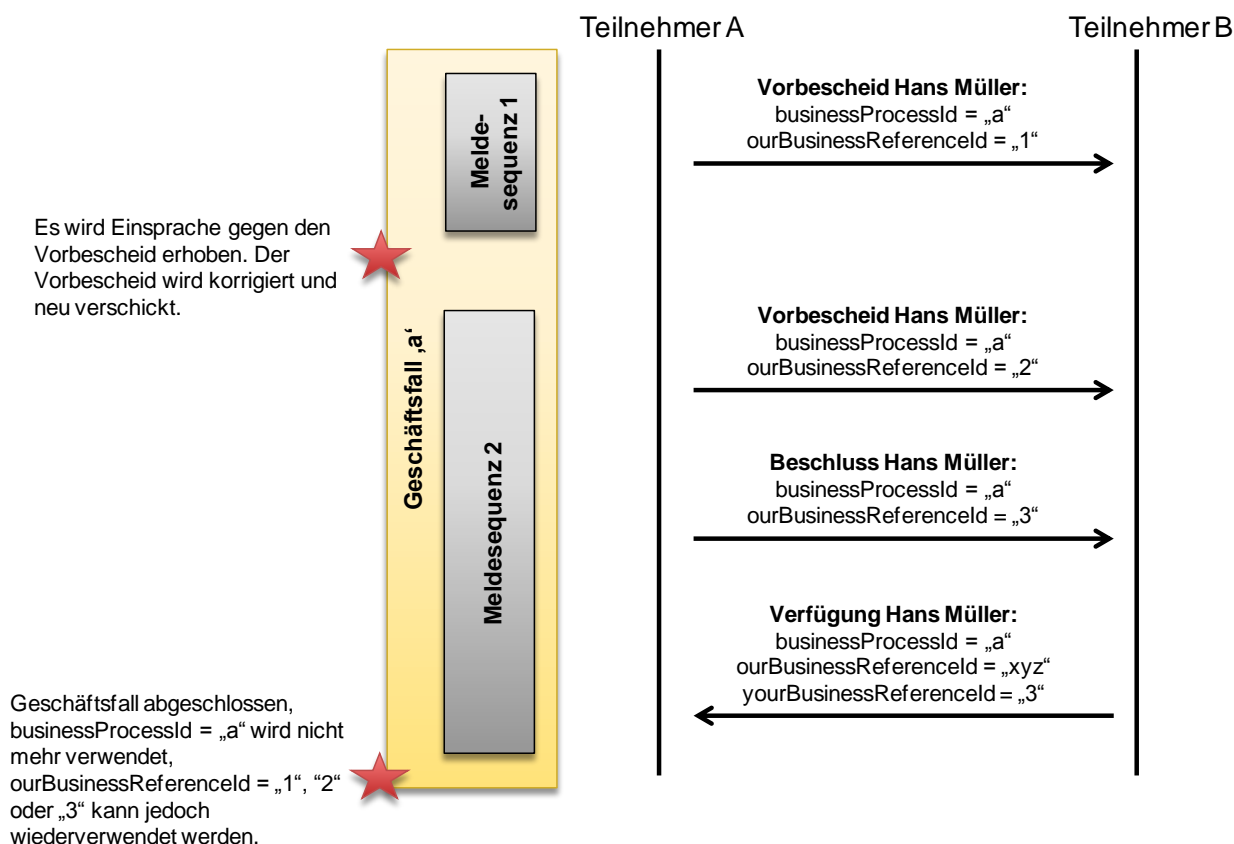 Teilnehmer A
Teilnehmer B
Vorbescheid Hans Müller:
businessProcessId = „a“
ourBusinessReferenceId = „1“
Melde-
sequenz 1
Es wird Einsprache gegen den
Vorbescheid erhoben. Der
Vorbescheid wird korrigiert und
neu verschickt.
Geschäftsfall ‚a‘
Vorbescheid Hans Müller:
businessProcessId = „a“
ourBusinessReferenceId = „2“
Meldesequenz 2
Beschluss Hans Müller:
businessProcessId = „a“
ourBusinessReferenceId = „3“
Verfügung Hans Müller:
businessProcessId = „a“
ourBusinessReferenceId = „xyz“
yourBusinessReferenceId = „3“
Geschäftsfall abgeschlossen,
businessProcessId = „a“ wird nicht
mehr verwendet,
ourBusinessReferenceId = „1“, “2“
oder „3“ kann jedoch
wiederverwendet werden.